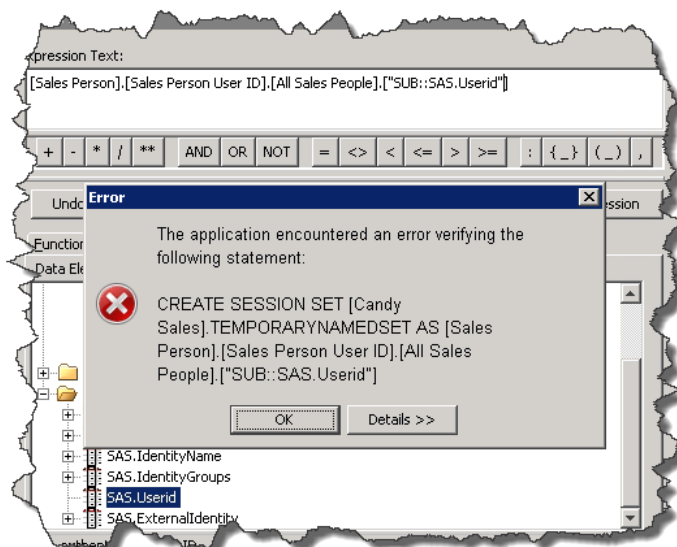 xpression Text:
[Sales Person].[Sales Person User ID].[All Sales People].["SUB::SAS.Userid"]
+ - * / ** AND OR NOT = <> < <= > >= : {_} (_) ,
Undo
Error
ession
Function
Data Ele
The application encountered an error verifying the
following statement:
CREATE SESSION SET [Candy
Sales].TEMPORARYNAMEDSET AS [Sales
Person].[Sales Person User ID].[All Sales
People].["SUB::SAS.Userid"]
OK Details >>
SAS.IdentityName
SAS.IdentityGroups
SAS.Userid
SAS.ExternalIdentity